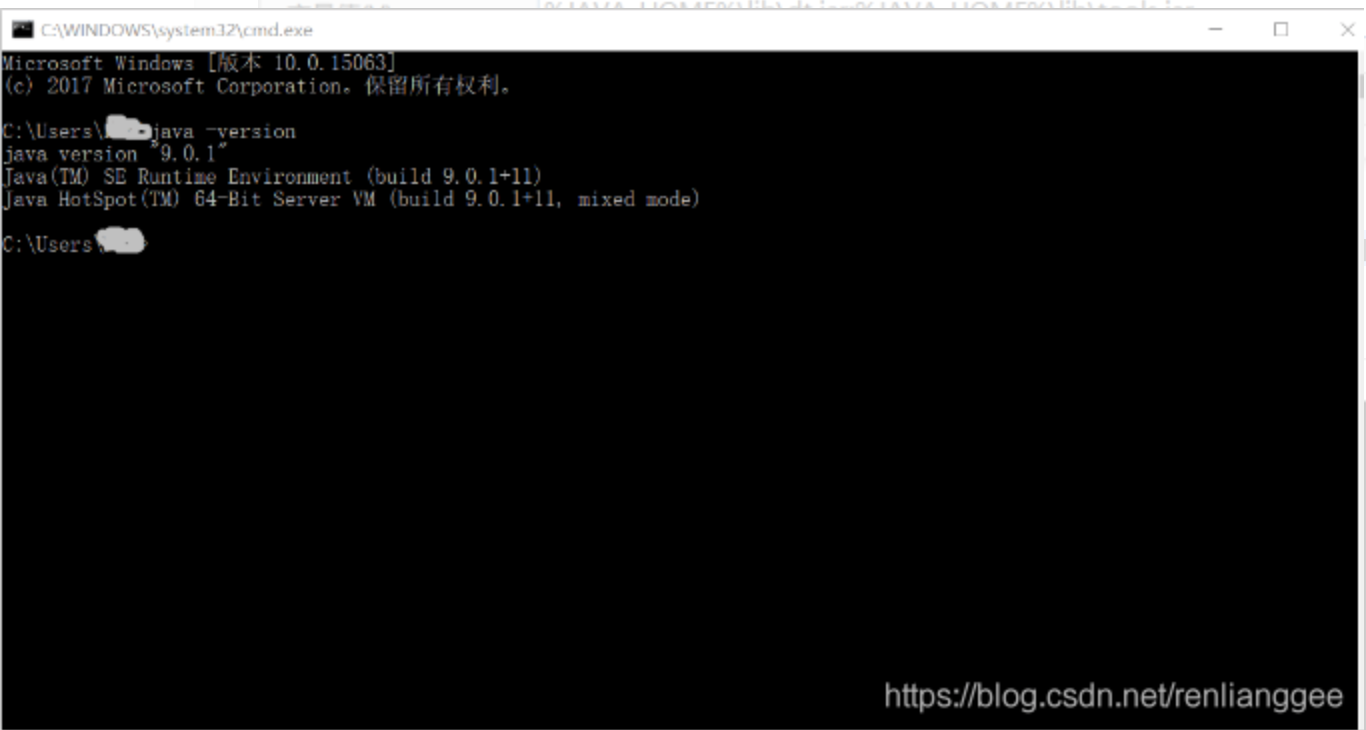 C:\WINDOWS\system32\cmd.exe
Microsoft Windows [版本 10.0.15063]
(c) 2017 Microsoft Corporation。保留所有权利。
C:\Users\ java -version
java version "9.0.1"
Java(TM) SE Runtime Environment (build 9.0.1+11)
Java HotSpot(TM) 64-Bit Server VM (build 9.0.1+11, mixed mode)
C:\Users\
https://blog.csdn.net/renlianggee